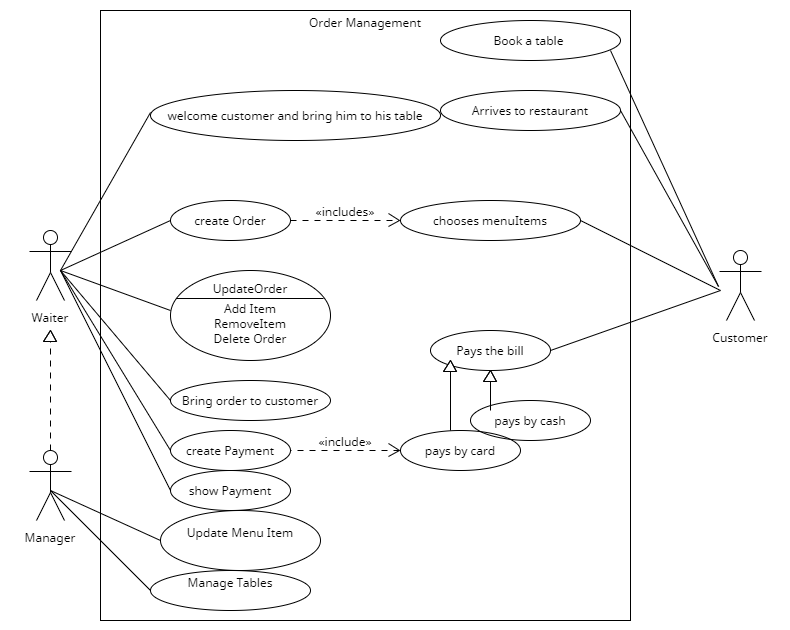 Order Management
Book a table
welcome customer and bring him to his table
Arrives to restaurant
create Order
«includes»
chooses menuItems
Waiter
UpdateOrder
Add Item
RemoveItem
Delete Order
Customer
Pays the bill
Bring order to customer
pays by cash
create Payment
«include»
pays by card
show Payment
Update Menu Item
Manager
Manage Tables